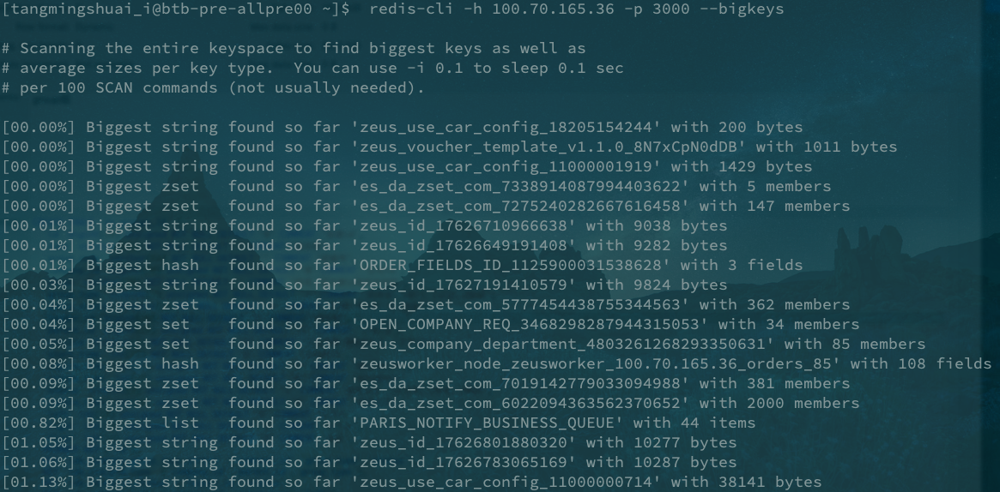 [tangmingshuai_i@btb-pre-allpre00 ~]$  redis-cli -h 100.70.165.36 -p 3000 --bigkeys
# Scanning the entire keyspace to find biggest keys as well as
# average sizes per key type.  You can use -i 0.1 to sleep 0.1 sec
# per 100 SCAN commands (not usually needed).
[00.00%] Biggest string found so far 'zeus_use_car_config_18205154244' with 200 bytes
[00.00%] Biggest string found so far 'zeus_voucher_template_v1.1.0_8N7xCpN0dDB' with 1011 bytes
[00.00%] Biggest string found so far 'zeus_use_car_config_11000001919' with 1429 bytes
[00.00%] Biggest zset   found so far 'es_da_zset_com_7338914087994403622' with 5 members
[00.00%] Biggest zset   found so far 'es_da_zset_com_7275240282667616458' with 147 members
[00.01%] Biggest string found so far 'zeus_id_17626710966638' with 9038 bytes
[00.01%] Biggest string found so far 'zeus_id_17626649191408' with 9282 bytes
[00.01%] Biggest hash   found so far 'ORDER_FIELDS_ID_1125900031538628' with 3 fields
[00.03%] Biggest string found so far 'zeus_id_17627191410579' with 9824 bytes
[00.04%] Biggest zset   found so far 'es_da_zset_com_5777454438755344563' with 362 members
[00.04%] Biggest set    found so far 'OPEN_COMPANY_REQ_3468298287944315053' with 34 members
[00.05%] Biggest set    found so far 'zeus_company_department_4803261268293350631' with 85 members
[00.08%] Biggest hash   found so far 'zeusworker_node_zeusworker_100.70.165.36_orders_85' with 108 fields
[00.09%] Biggest zset   found so far 'es_da_zset_com_7019142779033094988' with 381 members
[00.09%] Biggest zset   found so far 'es_da_zset_com_6022094363562370652' with 2000 members
[00.82%] Biggest list   found so far 'PARIS_NOTIFY_BUSINESS_QUEUE' with 44 items
[01.05%] Biggest string found so far 'zeus_id_17626801880320' with 10277 bytes
[01.06%] Biggest string found so far 'zeus_id_17626783065169' with 10287 bytes
[01.13%] Biggest string found so far 'zeus_use_car_config_11000000714' with 38141 bytes